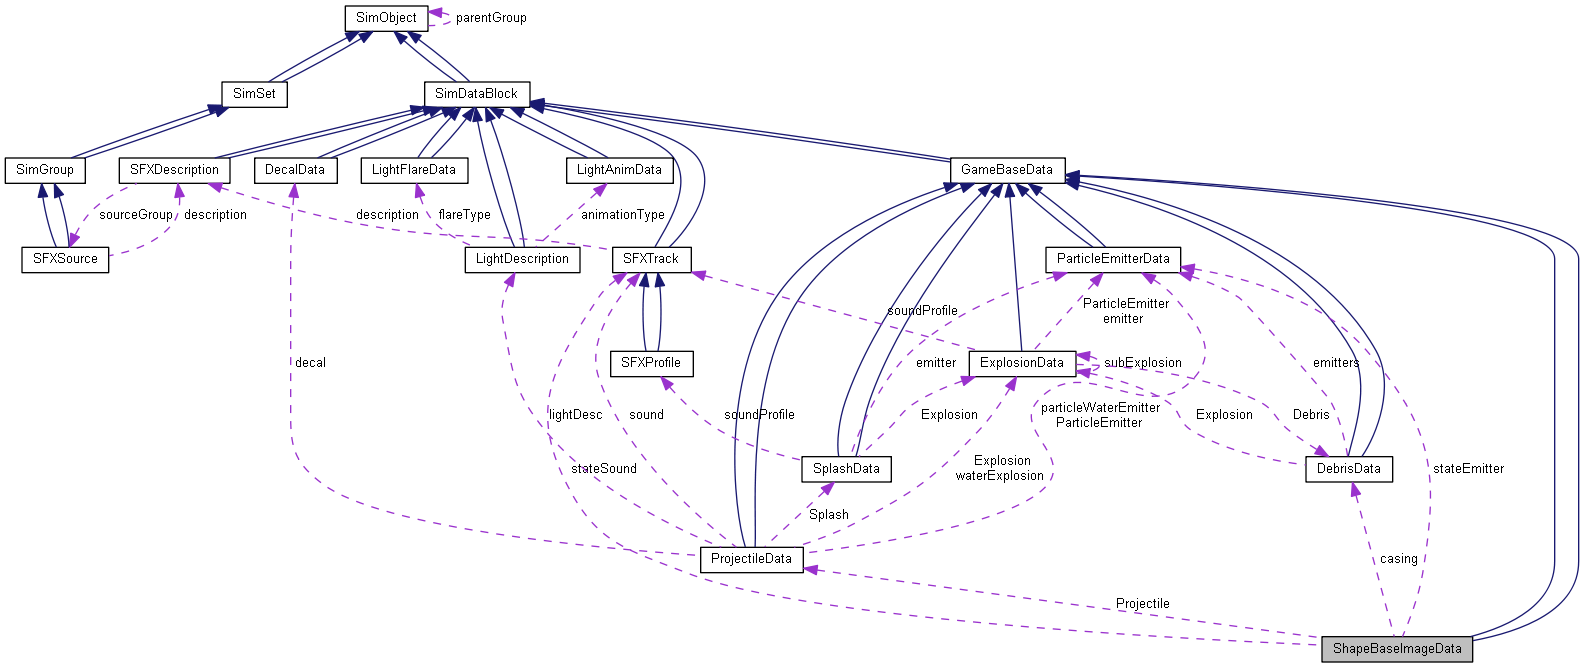 SimObject
parentGroup
SimSet
SimDataBlock
SimGroup
SFXDescription
DecalData
LightFlareData
LightAnimData
GameBaseData
sourceGroup
description
description
flareType
animationType
SFXSource
LightDescription
SFXTrack
ParticleEmitterData
soundProfile
ParticleEmitter
emitter
decal
SFXProfile
emitter
ExplosionData
subExplosion
emitters
lightDesc
sound
soundProfile
Explosion
particleWaterEmitter
ParticleEmitter
Explosion
Debris
stateSound
SplashData
Explosion
waterExplosion
DebrisData
stateEmitter
Splash
ProjectileData
casing
Projectile
ShapeBaseImageData